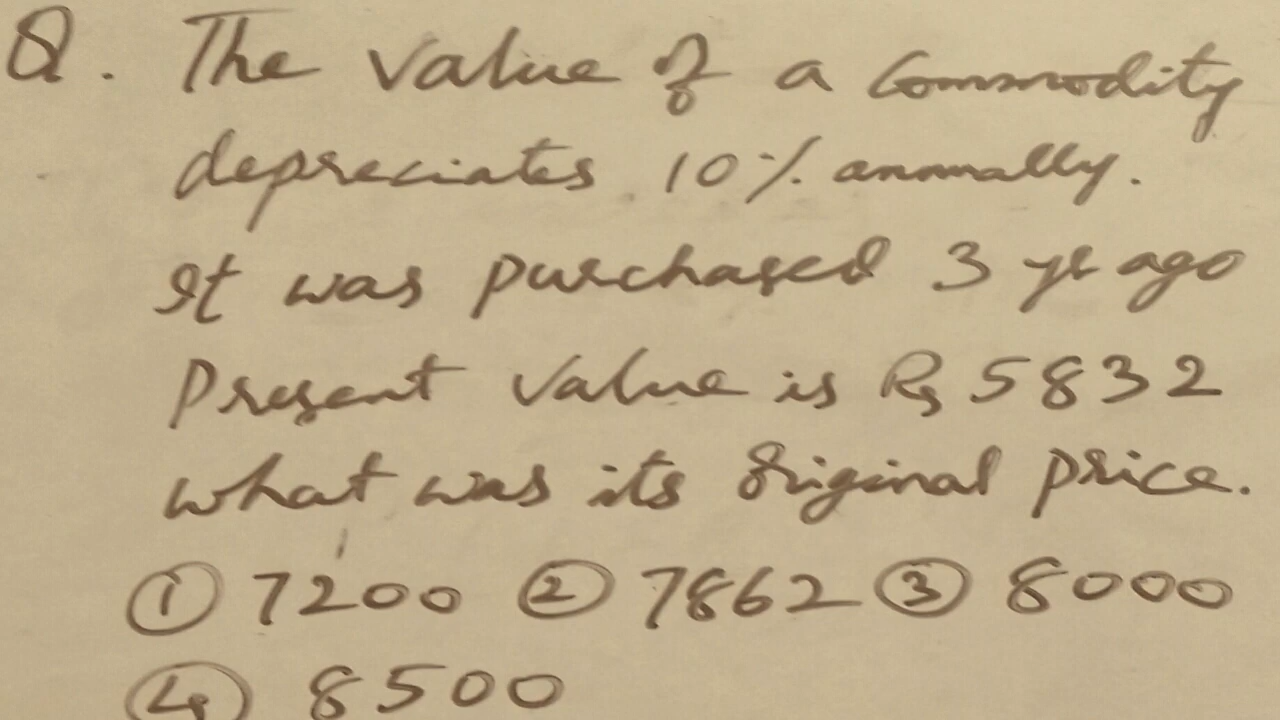 Q. The value of a Commodity
depreciates 10% annually.
It was purchased 3 yr ago
Present value is Rs 5832
what was its original price.
① 7200 ② 7862 ③ 8000
④ 8500